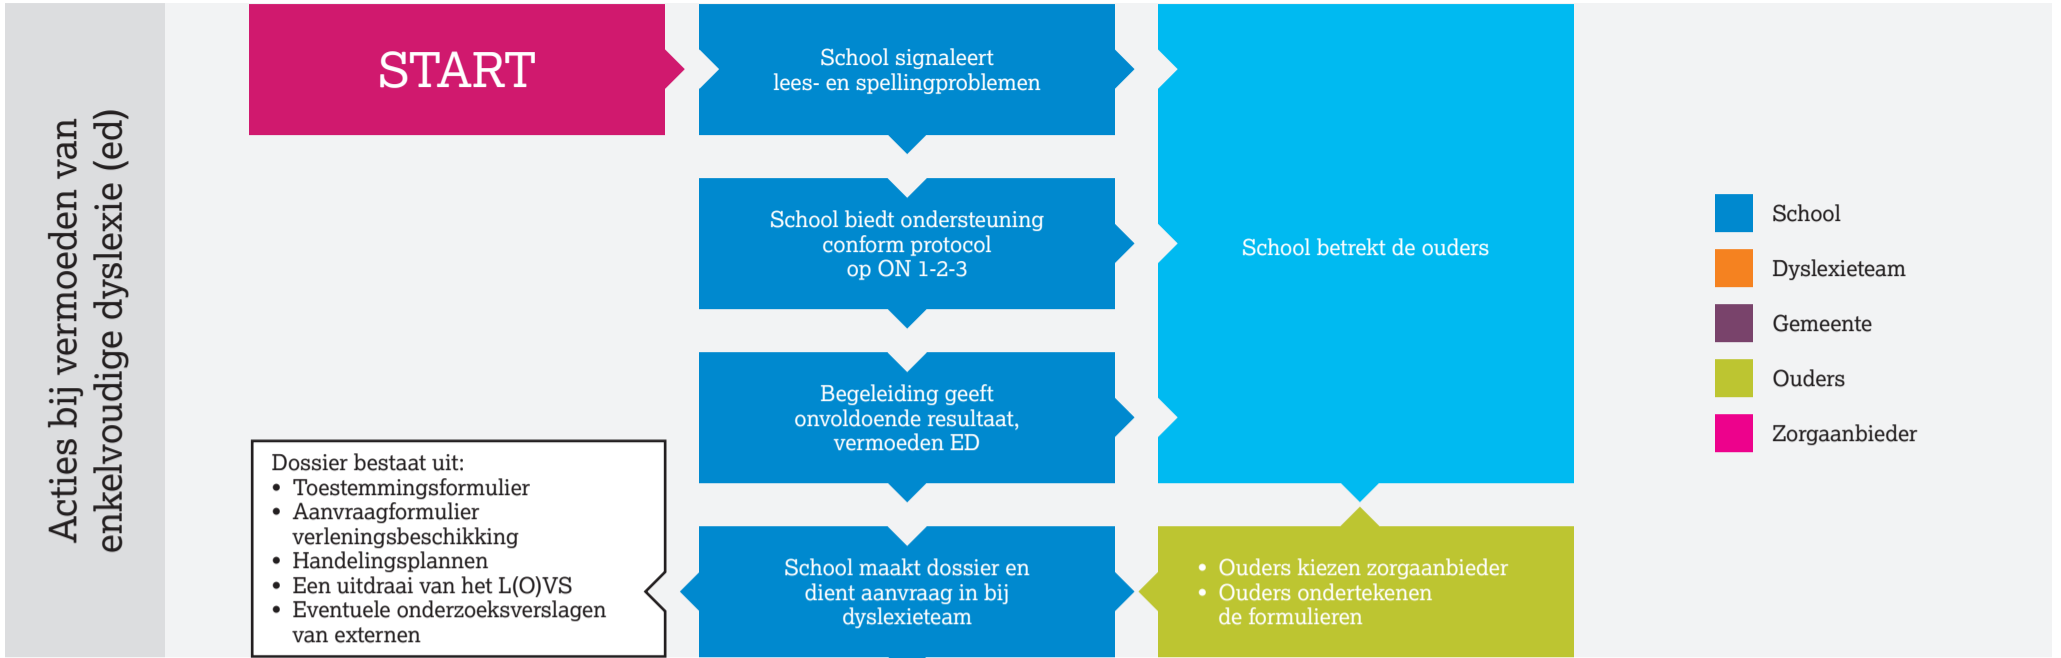 Acties bij vermoeden van
enkelvoudige dyslexie (ed)
START
School signaleert
lees- en spellingproblemen
School biedt ondersteuning
conform protocol
op ON 1-2-3
School betrekt de ouders
Begeleiding geeft
onvoldoende resultaat,
vermoeden ED
Dossier bestaat uit:
• Toestemmingsformulier
• Aanvraagformulier
verleningsbeschikking
• Handelingsplannen
• Een uitdraai van het L(O)VS
• Eventuele onderzoeksverslagen
van externen
School maakt dossier en
dient aanvraag in bij
dyslexieteam
• Ouders kiezen zorgaanbieder
• Ouders ondertekenen
de formulieren
School
Dyslexieteam
Gemeente
Ouders
Zorgaanbieder